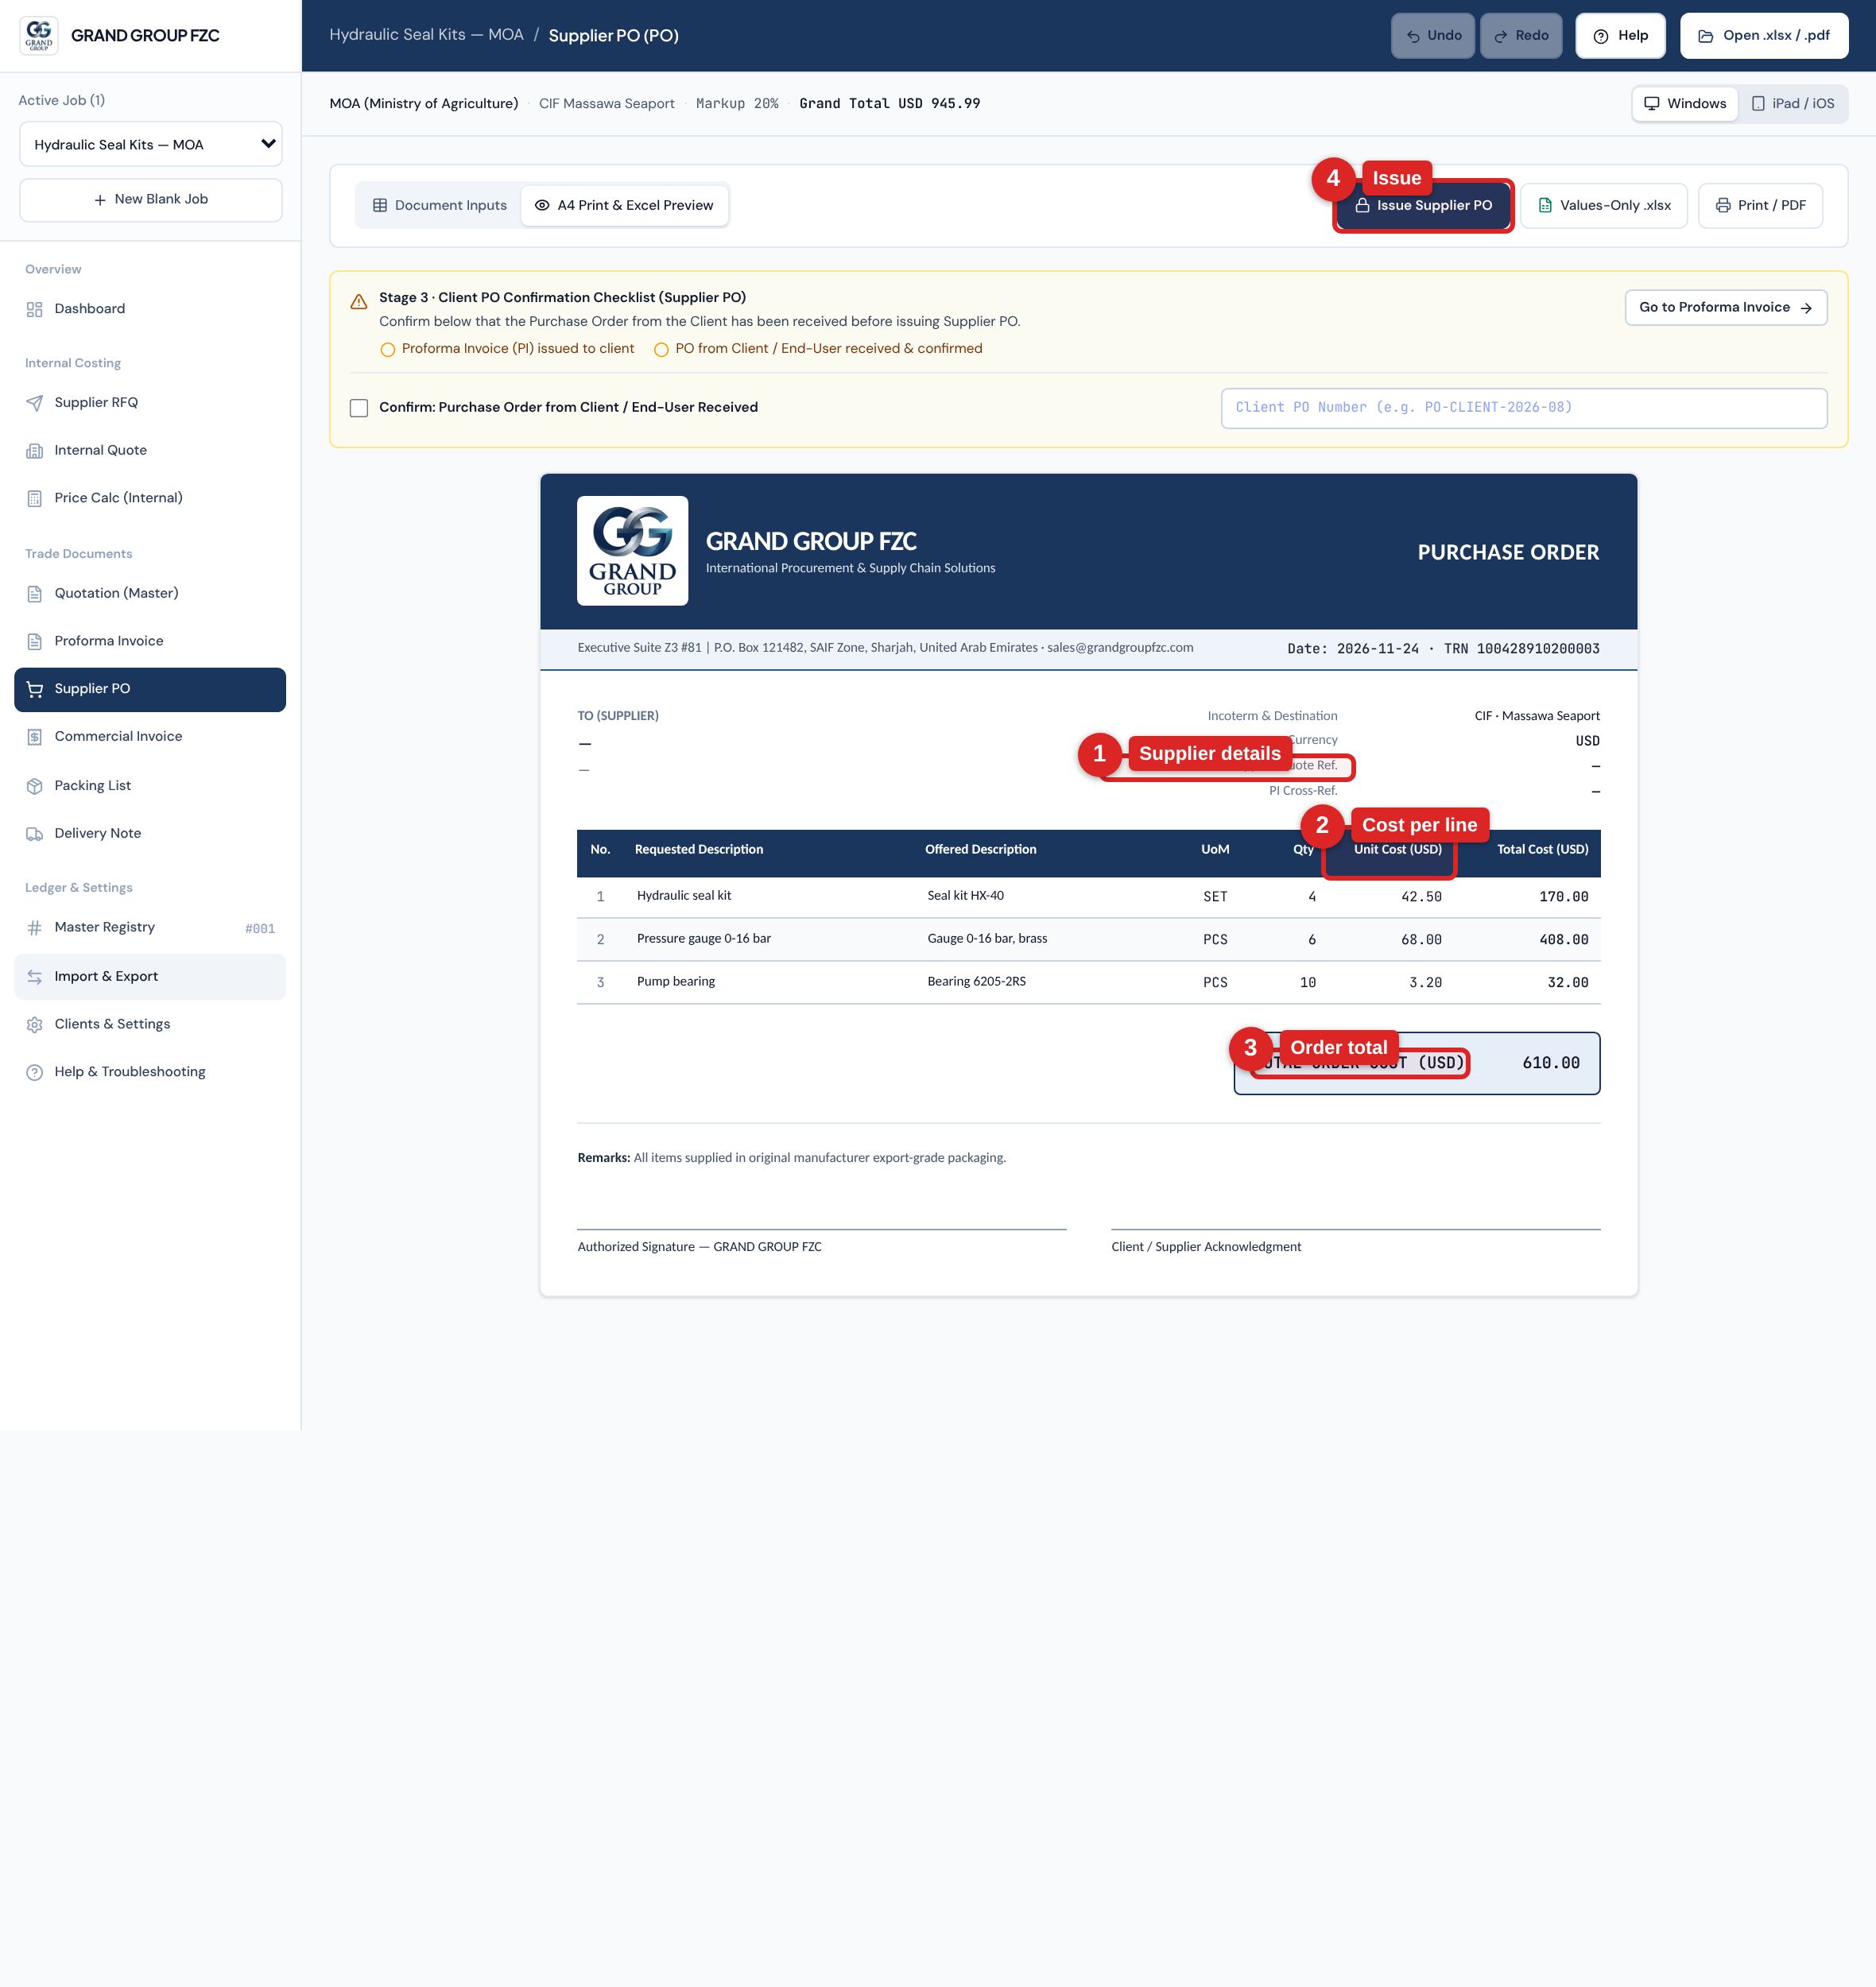 GRAND GROUP
GRAND GROUP FZC
Hydraulic Seal Kits — MOA / Supplier PO (PO)
Undo
Redo
Help
Open .xlsx / .pdf
Active Job (1)
Hydraulic Seal Kits — MOA
New Blank Job
Overview
Dashboard
Internal Costing
Supplier RFQ
Internal Quote
Price Calc (Internal)
Trade Documents
Quotation (Master)
Proforma Invoice
Supplier PO
Commercial Invoice
Packing List
Delivery Note
Ledger & Settings
Master Registry #001
Import & Export
Clients & Settings
Help & Troubleshooting
MOA (Ministry of Agriculture) · CIF Massawa Seaport · Markup 20% · Grand Total USD 945.99
Windows
iPad / iOS
Document Inputs
A4 Print & Excel Preview
4 Issue
Issue Supplier PO
Values-Only .xlsx
Print / PDF
Stage 3 · Client PO Confirmation Checklist (Supplier PO)
Confirm below that the Purchase Order from the Client has been received before issuing Supplier PO.
Go to Proforma Invoice
Proforma Invoice (PI) issued to client
PO from Client / End-User received & confirmed
Confirm: Purchase Order from Client / End-User Received
Client PO Number (e.g. PO-CLIENT-2026-08)
GRAND
GROUP
GRAND GROUP FZC
International Procurement & Supply Chain Solutions
PURCHASE ORDER
Executive Suite Z3 #81 | P.O. Box 121482, SAIF Zone, Sharjah, United Arab Emirates · sales@grandgroupfzc.com
Date: 2026-11-24 · TRN 100428910200003
TO (SUPPLIER)
—
—
Incoterm & Destination CIF · Massawa Seaport
Currency USD
1 Supplier details
Ref. —
PI Cross-Ref. —
2 Cost per line
No. Requested Description Offered Description UoM Qty Unit Cost (USD) Total Cost (USD)
1 Hydraulic seal kit Seal kit HX-40 SET 4 42.50 170.00
2 Pressure gauge 0-16 bar Gauge 0-16 bar, brass PCS 6 68.00 408.00
3 Pump bearing Bearing 6205-2RS PCS 10 3.20 32.00
3 Order total
(USD) 610.00
Remarks: All items supplied in original manufacturer export-grade packaging.
Authorized Signature — GRAND GROUP FZC
Client / Supplier Acknowledgment